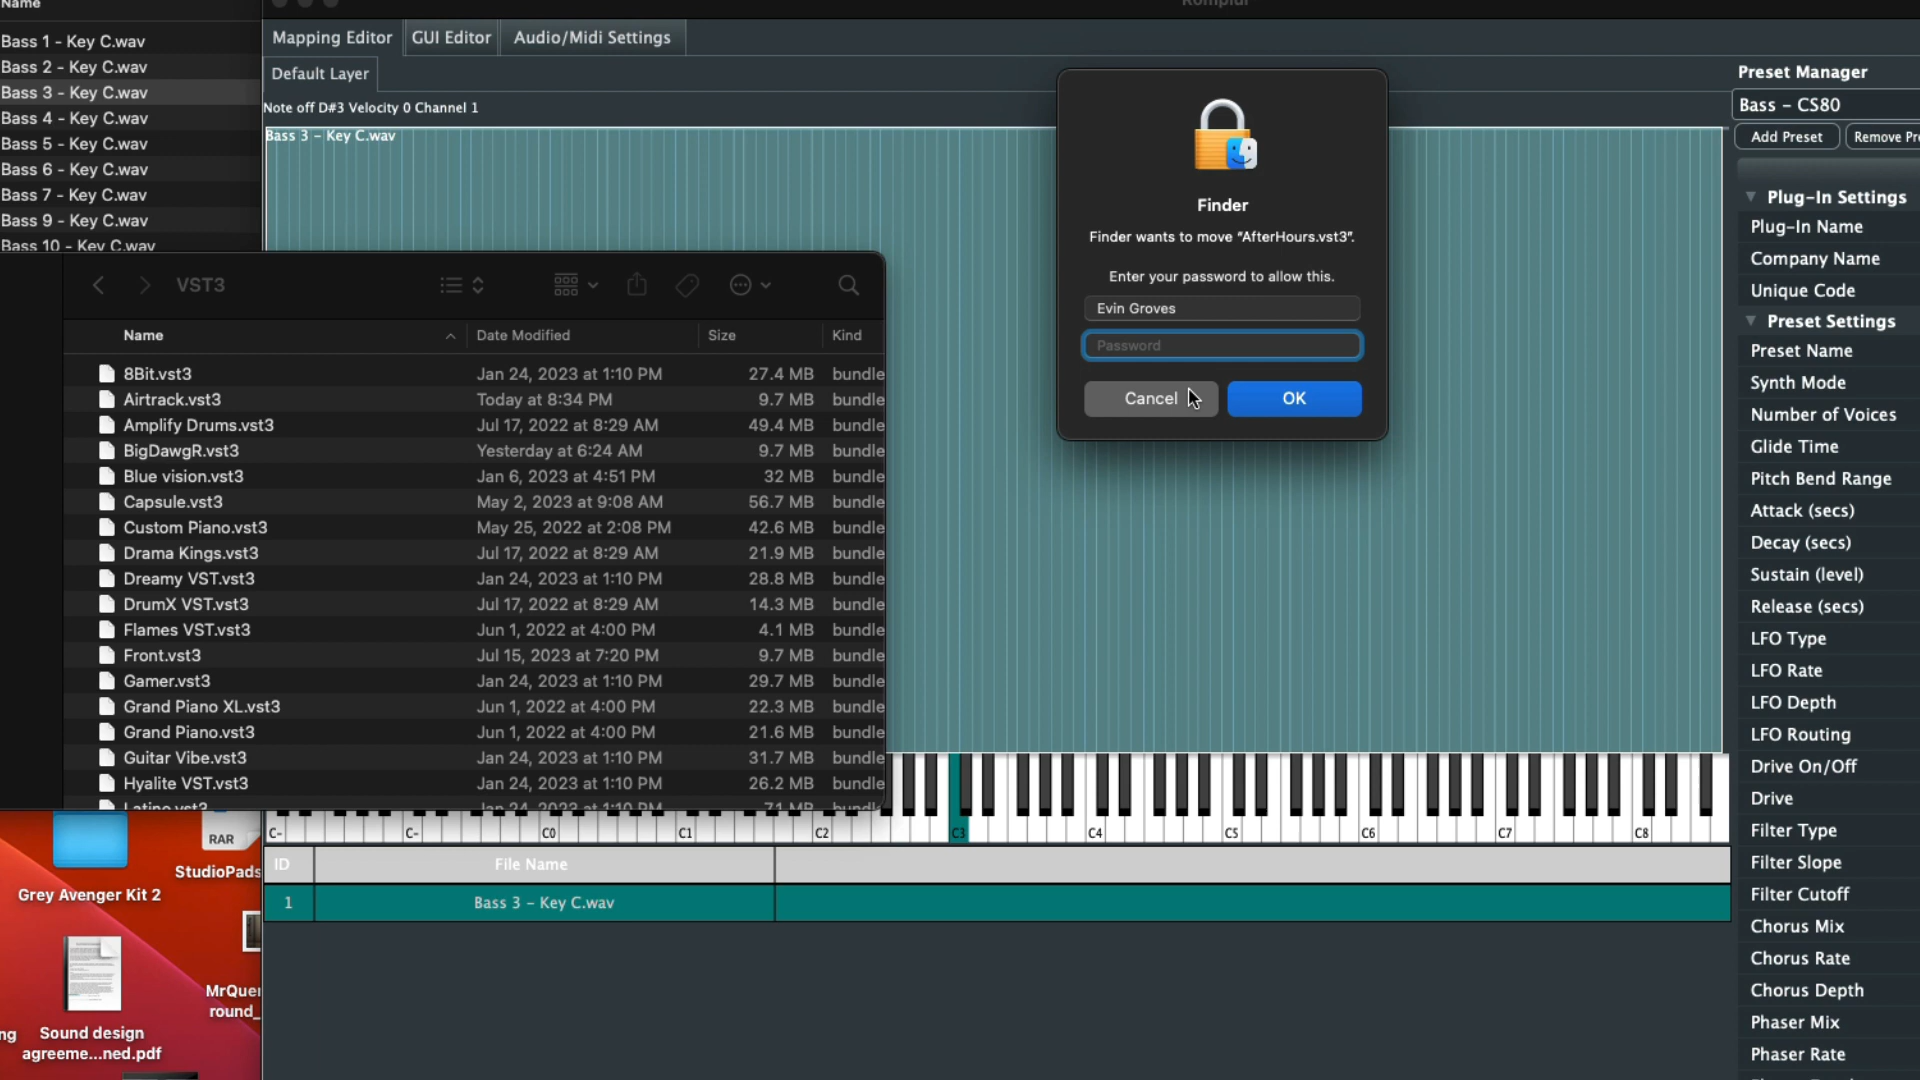 Name
Bass 1 - Key C.wav
Bass 2 - Key C.wav
Bass 3 - Key C.wav
Bass 4 - Key C.wav
Bass 5 - Key C.wav
Bass 6 - Key C.wav
Bass 7 - Key C.wav
Bass 9 - Key C.wav
Bass 10 - Key C.wav
Romplur
Mapping Editor
GUI Editor
Audio/Midi Settings
Default Layer
Note off D#3 Velocity 0 Channel 1
Bass 3 - Key C.wav
Finder
Finder wants to move “AfterHours.vst3”.
Enter your password to allow this.
Evin Groves
Password
Cancel
OK
VST3
Name Date Modified Size Kind
8Bit.vst3 Jan 24, 2023 at 1:10 PM 27.4 MB bundle
Airtrack.vst3 Today at 8:34 PM 9.7 MB bundle
Amplify Drums.vst3 Jul 17, 2022 at 8:29 AM 49.4 MB bundle
BigDawgR.vst3 Yesterday at 6:24 AM 9.7 MB bundle
Blue vision.vst3 Jan 6, 2023 at 4:51 PM 32 MB bundle
Capsule.vst3 May 2, 2023 at 9:08 AM 56.7 MB bundle
Custom Piano.vst3 May 25, 2022 at 2:08 PM 42.6 MB bundle
Drama Kings.vst3 Jul 17, 2022 at 8:29 AM 21.9 MB bundle
Dreamy VST.vst3 Jan 24, 2023 at 1:10 PM 28.8 MB bundle
DrumX VST.vst3 Jul 17, 2022 at 8:29 AM 14.3 MB bundle
Flames VST.vst3 Jun 1, 2022 at 4:00 PM 4.1 MB bundle
Front.vst3 Jul 15, 2023 at 7:20 PM 9.7 MB bundle
Gamer.vst3 Jan 24, 2023 at 1:10 PM 29.7 MB bundle
Grand Piano XL.vst3 Jun 1, 2022 at 4:00 PM 22.3 MB bundle
Grand Piano.vst3 Jun 1, 2022 at 4:00 PM 21.6 MB bundle
Guitar Vibe.vst3 Jan 24, 2023 at 1:10 PM 31.7 MB bundle
Hyalite VST.vst3 Jan 24, 2023 at 1:10 PM 26.2 MB bundle
Latino.vst3 Jan 24, 2023 at 1:10 PM 71 MB bundle
C- C- C0 C1 C2 C3 C4 C5 C6 C7 C8
ID File Name
1 Bass 3 - Key C.wav
RAR
StudioPads
Grey Avenger Kit 2
MrQue
round_
ng
Sound design
agreeme...ned.pdf
Preset Manager
Bass - CS80
Add Preset
Remove Pre
Plug-In Settings
Plug-In Name
Company Name
Unique Code
Preset Settings
Preset Name
Synth Mode
Number of Voices
Glide Time
Pitch Bend Range
Attack (secs)
Decay (secs)
Sustain (level)
Release (secs)
LFO Type
LFO Rate
LFO Depth
LFO Routing
Drive On/Off
Drive
Filter Type
Filter Slope
Filter Cutoff
Chorus Mix
Chorus Rate
Chorus Depth
Phaser Mix
Phaser Rate